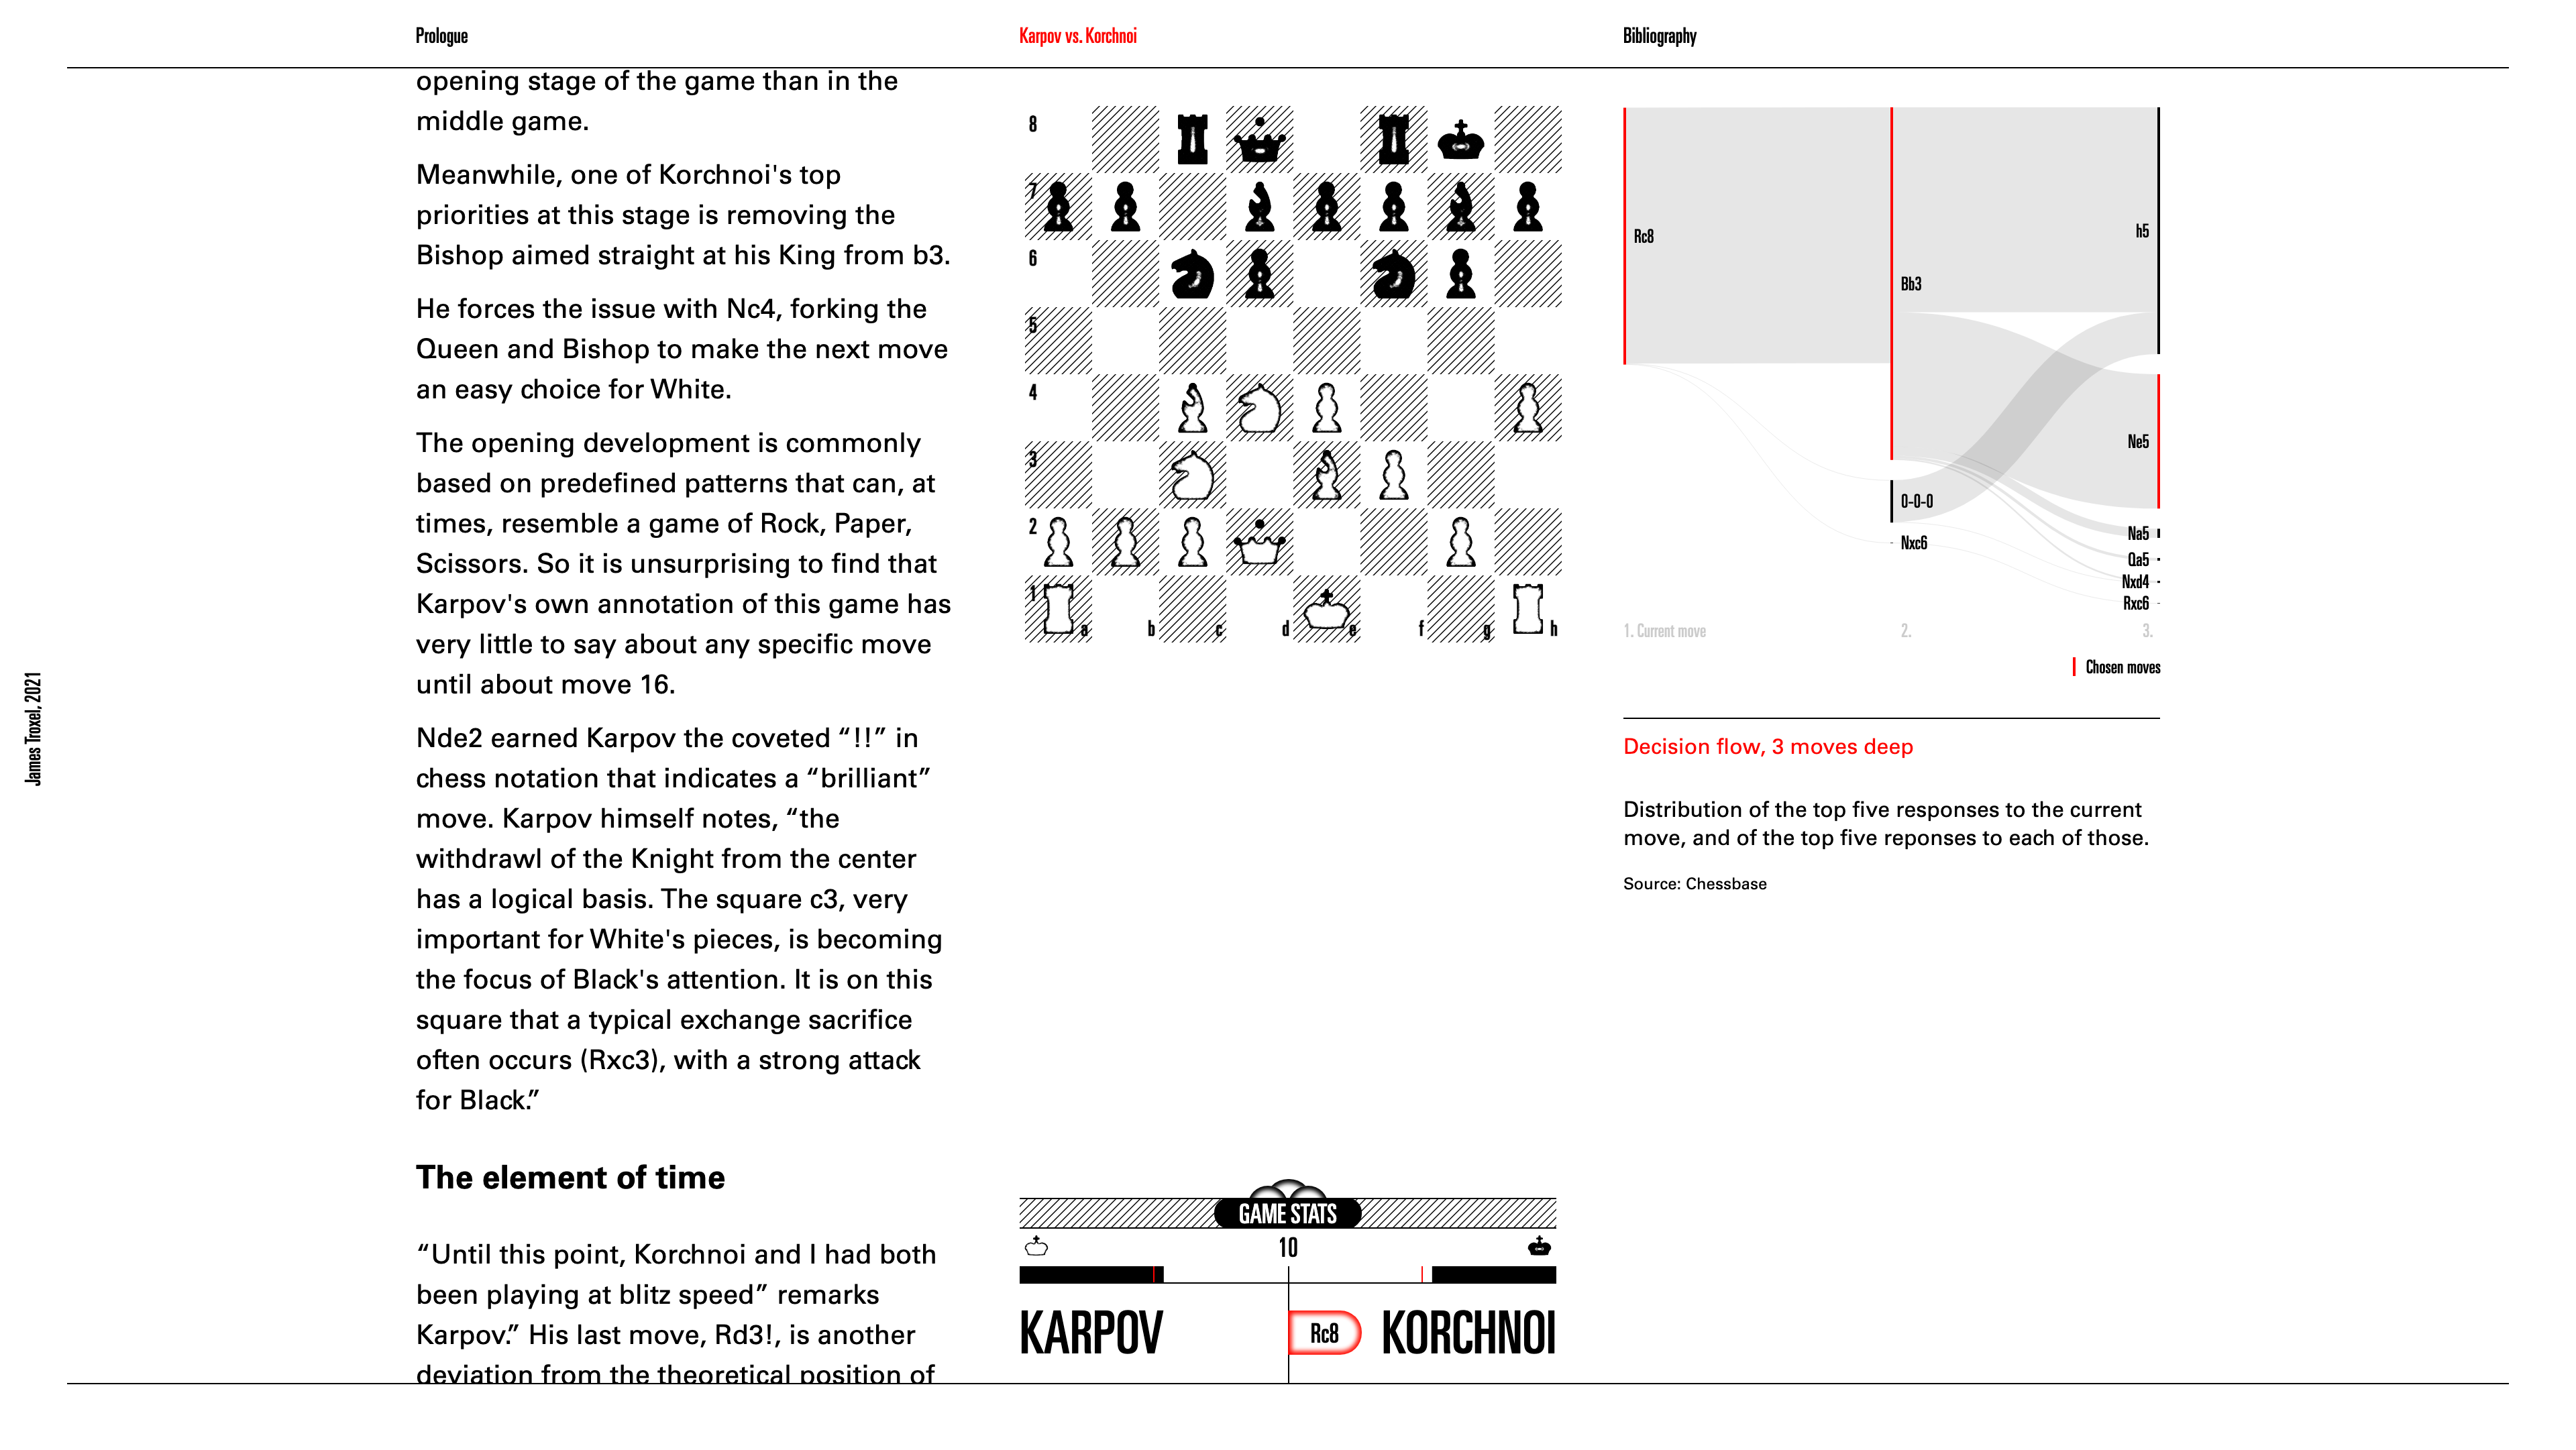 Prologue
Karpov vs. Korchnoi
Bibliography
opening stage of the game than in the
middle game.
Meanwhile, one of Korchnoi's top
priorities at this stage is removing the
Bishop aimed straight at his King from b3.
He forces the issue with Nc4, forking the
Queen and Bishop to make the next move
an easy choice for White.
The opening development is commonly
based on predefined patterns that can, at
times, resemble a game of Rock, Paper,
Scissors. So it is unsurprising to find that
Karpov's own annotation of this game has
very little to say about any specific move
until about move 16.
Nde2 earned Karpov the coveted “!!” in
chess notation that indicates a “brilliant”
move. Karpov himself notes, “the
withdrawl of the Knight from the center
has a logical basis. The square c3, very
important for White's pieces, is becoming
the focus of Black's attention. It is on this
square that a typical exchange sacrifice
often occurs (Rxc3), with a strong attack
for Black.”
The element of time
“Until this point, Korchnoi and I had both
been playing at blitz speed” remarks
Karpov.” His last move, Rd3!, is another
deviation from the theoretical position of
8
7
6
5
4
3
2
1
a b c d e f g h
GAME STATS
10
KARPOV
Rc8
KORCHNOI
Rc8
Bb3
0-0-0
Nxc6
h5
Ne5
Na5
Qa5
Nxd4
Rxc6
1. Current move
2.
3.
Chosen moves
Decision flow, 3 moves deep
Distribution of the top five responses to the current
move, and of the top five reponses to each of those.
Source: Chessbase
James Troxel, 2021